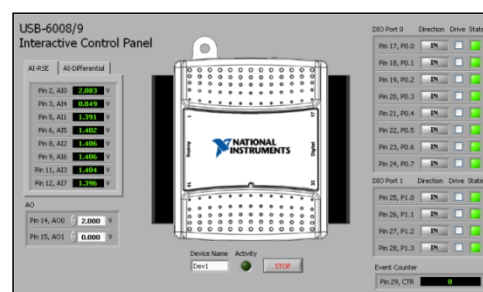 USB-6008/9
Interactive Control Panel
AI-RSE AI-Differential
Pin 2, AI0 2.083 V
Pin 3, AI4 0.849 V
Pin 5, AI1 1.391 V
Pin 6, AI5 1.402 V
Pin 8, AI2 1.406 V
Pin 9, AI6 1.406 V
Pin 11, AI3 1.404 V
Pin 12, AI7 1.396 V
AO
Pin 14, AO0 2.000 V
Pin 15, AO1 0.000 V
1 17
Analog
NATIONAL
INSTRUMENTS
Digital
16 32
Device Name Activity
Dev1 STOP
DIO Port 0 Direction Drive State
Pin 17, P0.0 IN
Pin 18, P0.1 IN
Pin 19, P0.2 IN
Pin 20, P0.3 IN
Pin 21, P0.4 IN
Pin 22, P0.5 IN
Pin 23, P0.6 IN
Pin 24, P0.7 IN
DIO Port 1 Direction Drive State
Pin 25, P1.0 IN
Pin 26, P1.1 IN
Pin 27, P1.2 IN
Pin 28, P1.3 IN
Event Counter
Pin 29, CTR 0